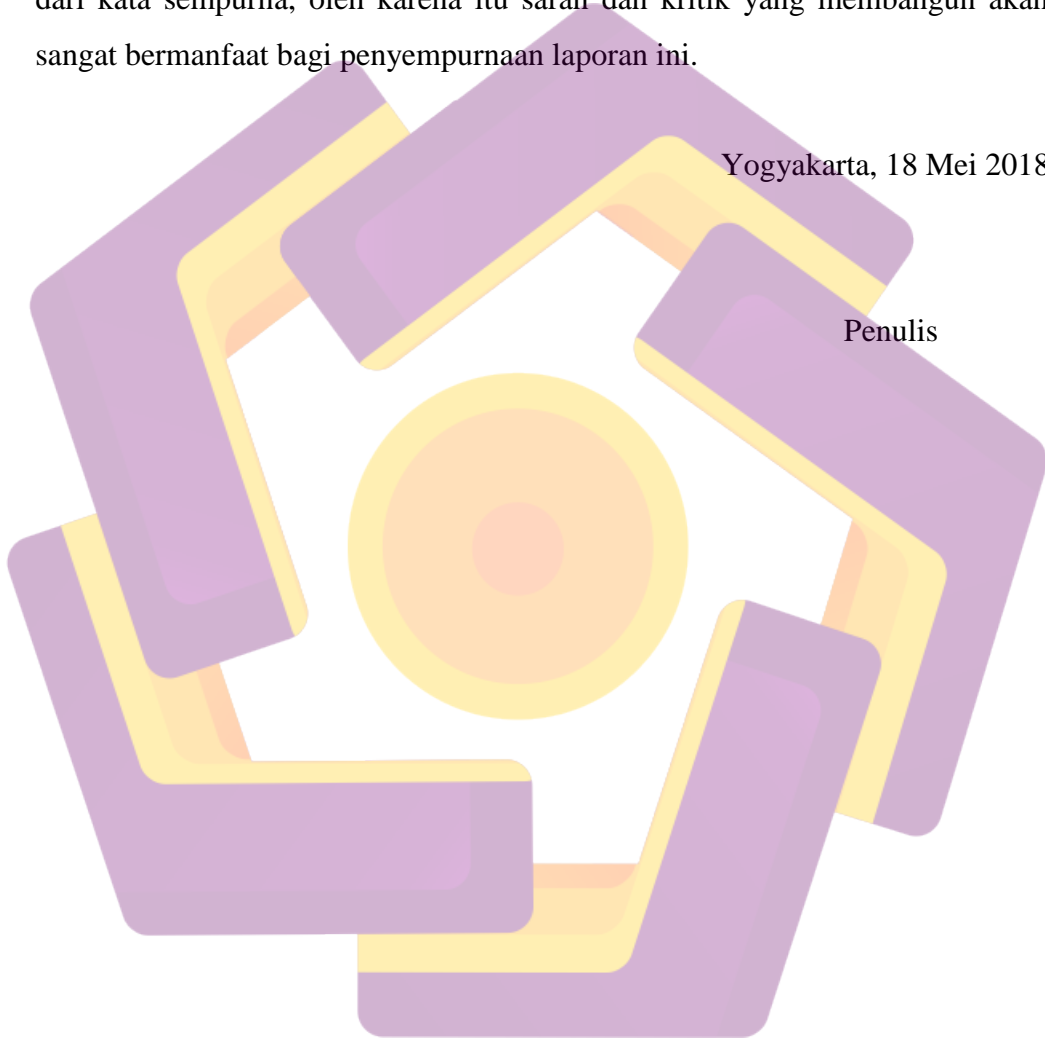 dari kata sempurna, oleh karena itu saran dan kritik yang membangun akan
sangat bermanfaat bagi penyempurnaan laporan ini.
Yogyakarta, 18 Mei 2018
Penulis